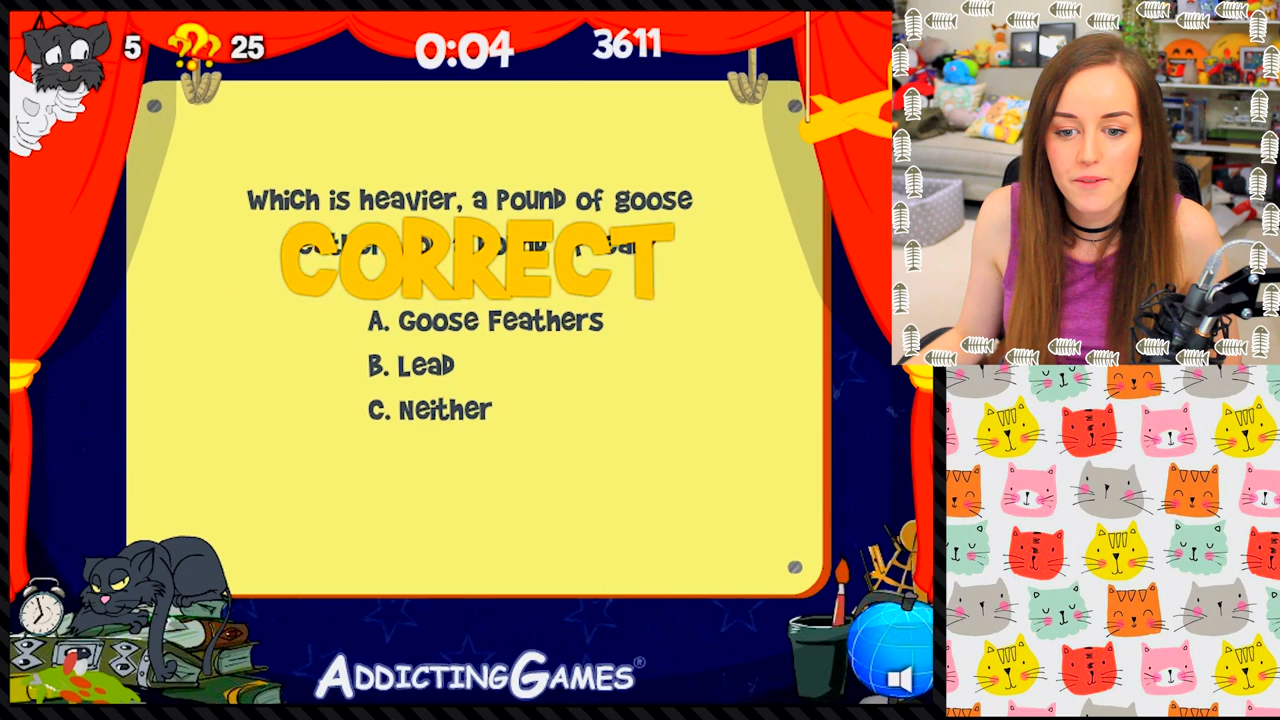 5
25
0:04
3611
Which is heavier, a pound of goose
CORRECT
A. Goose Feathers
B. Lead
C. Neither
ADDICTINGGAMES®